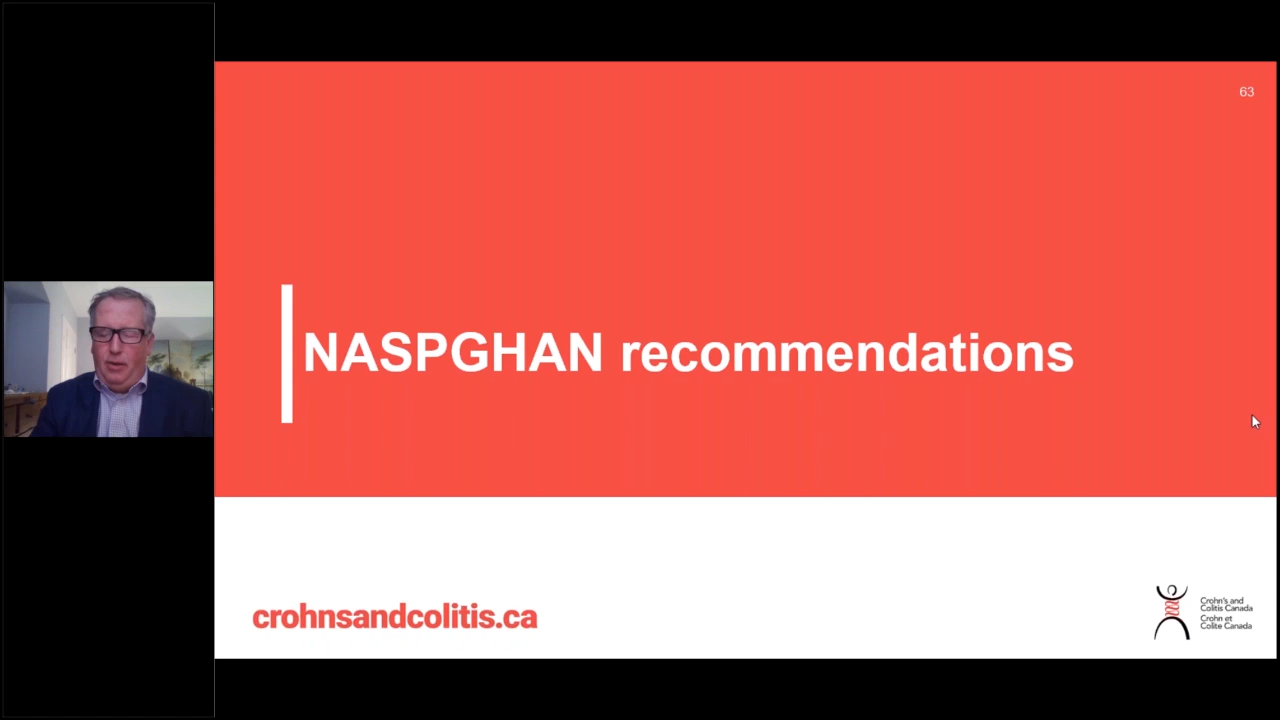 63
NASPGHAN recommendations
crohnsandcolitis.ca
Crohn's and
Colitis Canada
Crohn et
Colite Canada